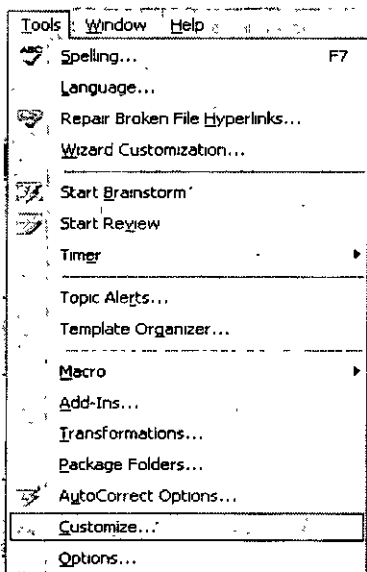 Tools Window Help
ABC Spelling... F7
Language...
Repair Broken File Hyperlinks...
Wizard Customization...
Start Brainstorm
Start Review
Timer
Topic Alerts...
Template Organizer...
Macro
Add-Ins...
Transformations...
Package Folders...
AutoCorrect Options...
Customize...
Options...